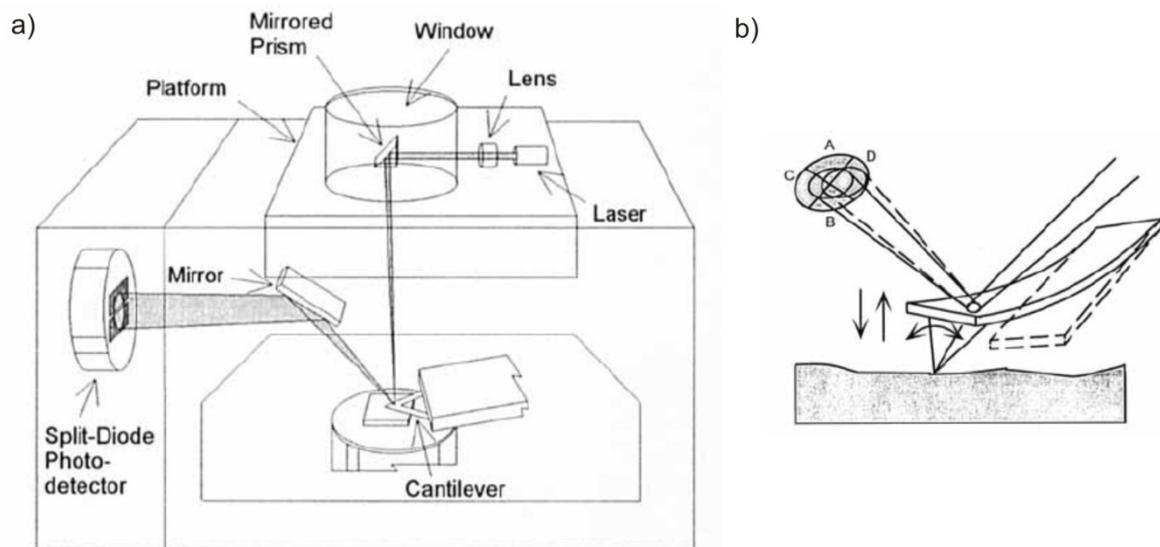 a)
Mirrored
Prism
Window
Lens
Platform
Laser
Mirror
Split-Diode
Photo-
detector
Cantilever
b)
A
D
C
B